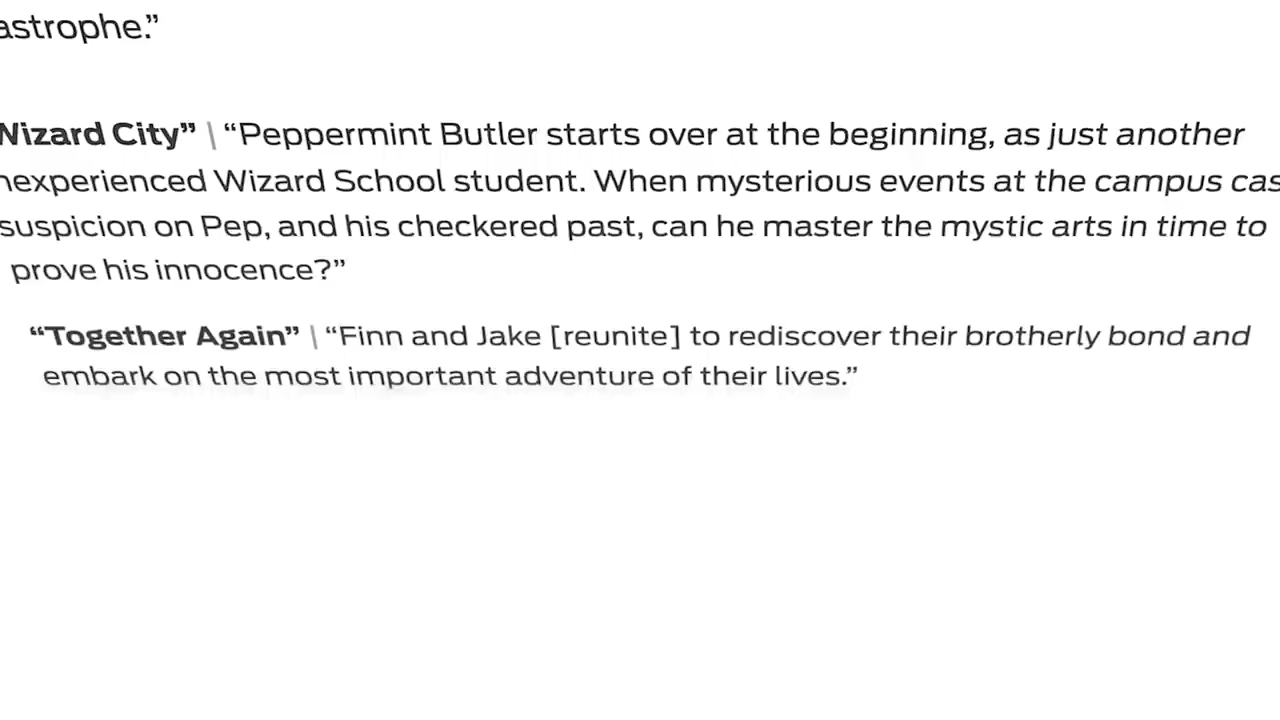 astrophe.”
Wizard City” | “Peppermint Butler starts over at the beginning, as just another
nexperienced Wizard School student. When mysterious events at the campus cas
suspicion on Pep, and his checkered past, can he master the mystic arts in time to
prove his innocence?”
“Together Again” | “Finn and Jake [reunite] to rediscover their brotherly bond and
embark on the most important adventure of their lives.”